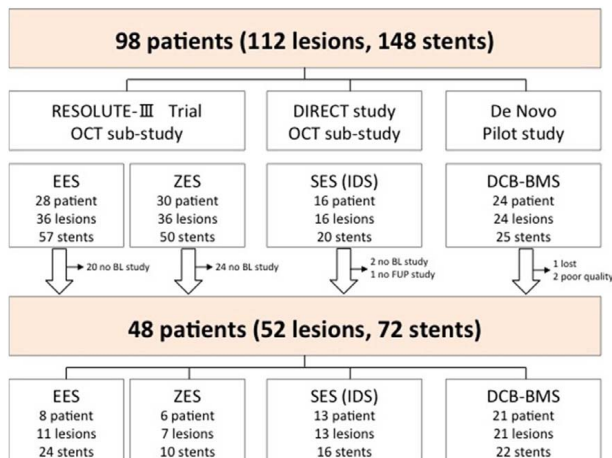 98 patients (112 lesions, 148 stents)
RESOLUTE-Ⅲ Trial
OCT sub-study
DIRECT study
OCT sub-study
De Novo
Pilot study
EES
28 patient
36 lesions
57 stents
ZES
30 patient
36 lesions
50 stents
SES (IDS)
16 patient
16 lesions
20 stents
DCB-BMS
24 patient
24 lesions
25 stents
20 no BL study
24 no BL study
2 no BL study
1 no FUP study
1 lost
2 poor quality
48 patients (52 lesions, 72 stents)
EES
8 patient
11 lesions
24 stents
ZES
6 patient
7 lesions
10 stents
SES (IDS)
13 patient
13 lesions
16 stents
DCB-BMS
21 patient
21 lesions
22 stents